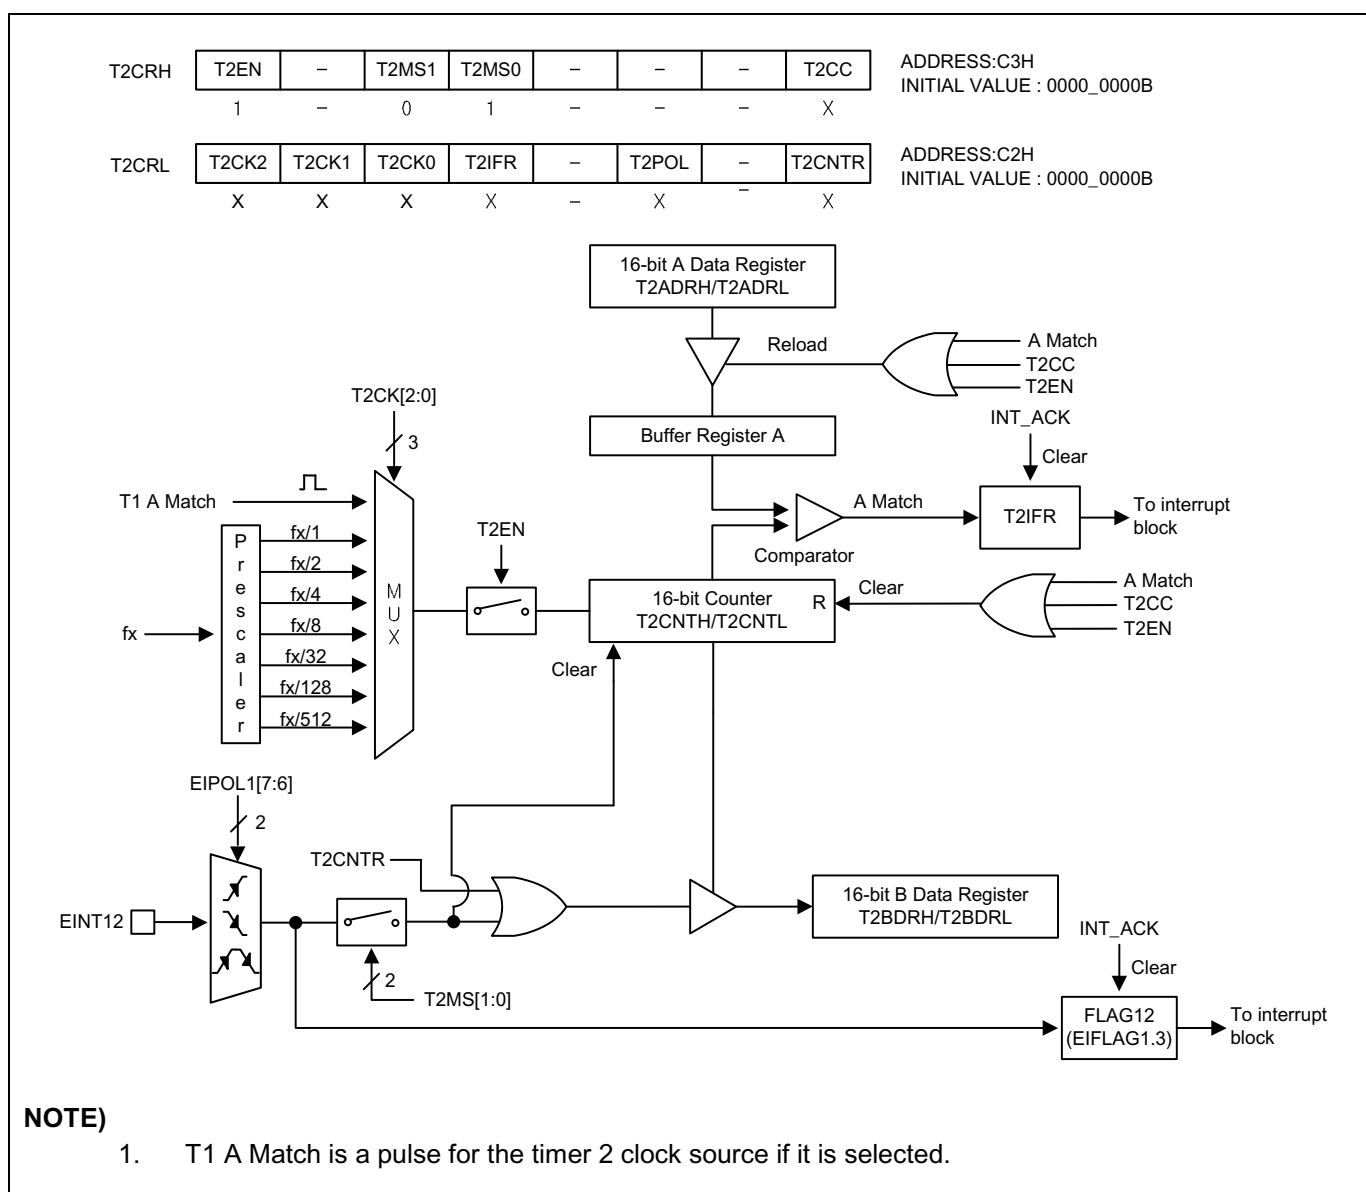 T2CRH T2EN – T2MS1 T2MS0 – – – T2CC ADDRESS:C3H
INITIAL VALUE : 0000_0000B
1 – 0 1 – – – X
T2CRL T2CK2 T2CK1 T2CK0 T2IFR – T2POL – T2CNTR ADDRESS:C2H
INITIAL VALUE : 0000_0000B
X X X X – X – X
16-bit A Data Register
T2ADRH/T2ADRL
Reload
A Match
T2CC
T2EN
T2CK[2:0]
3
Buffer Register A
INT_ACK
Clear
T1 A Match
A Match
T2IFR
To interrupt
block
Comparator
Prescaler
fx/1
fx/2
fx/4
fx/8
fx/32
fx/128
fx/512
fx
MUX
T2EN
16-bit Counter
T2CNTH/T2CNTL
R
Clear
A Match
T2CC
T2EN
Clear
EIPOL1[7:6]
2
T2CNTR
EINT12
2
T2MS[1:0]
16-bit B Data Register
T2BDRH/T2BDRL
INT_ACK
Clear
FLAG12
(EIFLAG1.3)
To interrupt
block
NOTE)
1. T1 A Match is a pulse for the timer 2 clock source if it is selected.